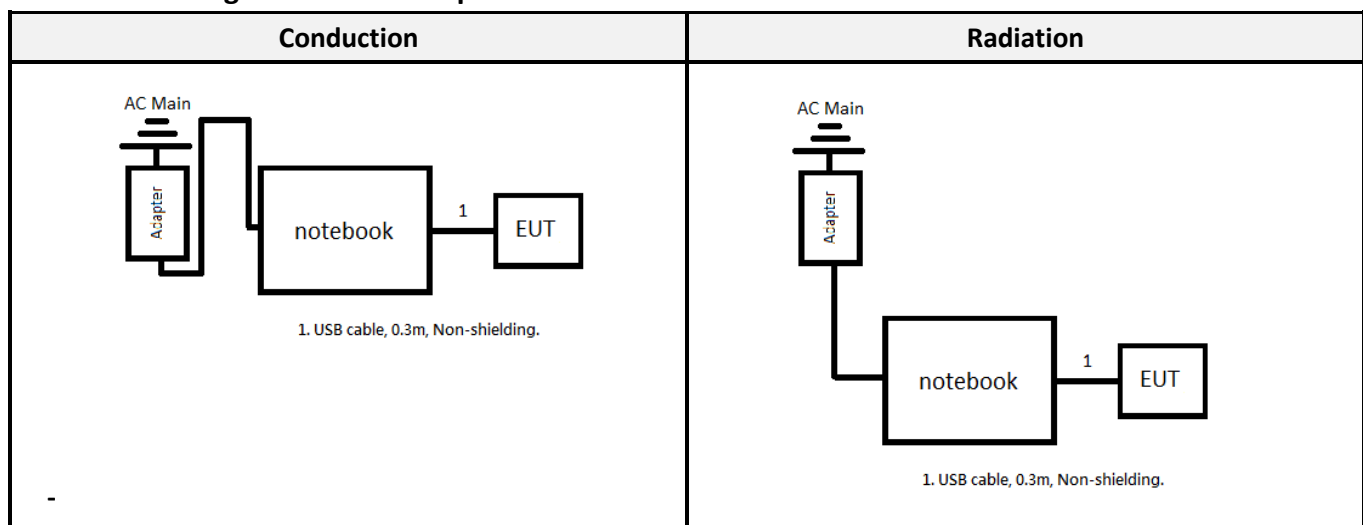 Conduction
Radiation
AC Main
Adapter
notebook
1
EUT
1. USB cable, 0.3m, Non-shielding.
-
AC Main
Adapter
notebook
1
EUT
1. USB cable, 0.3m, Non-shielding.